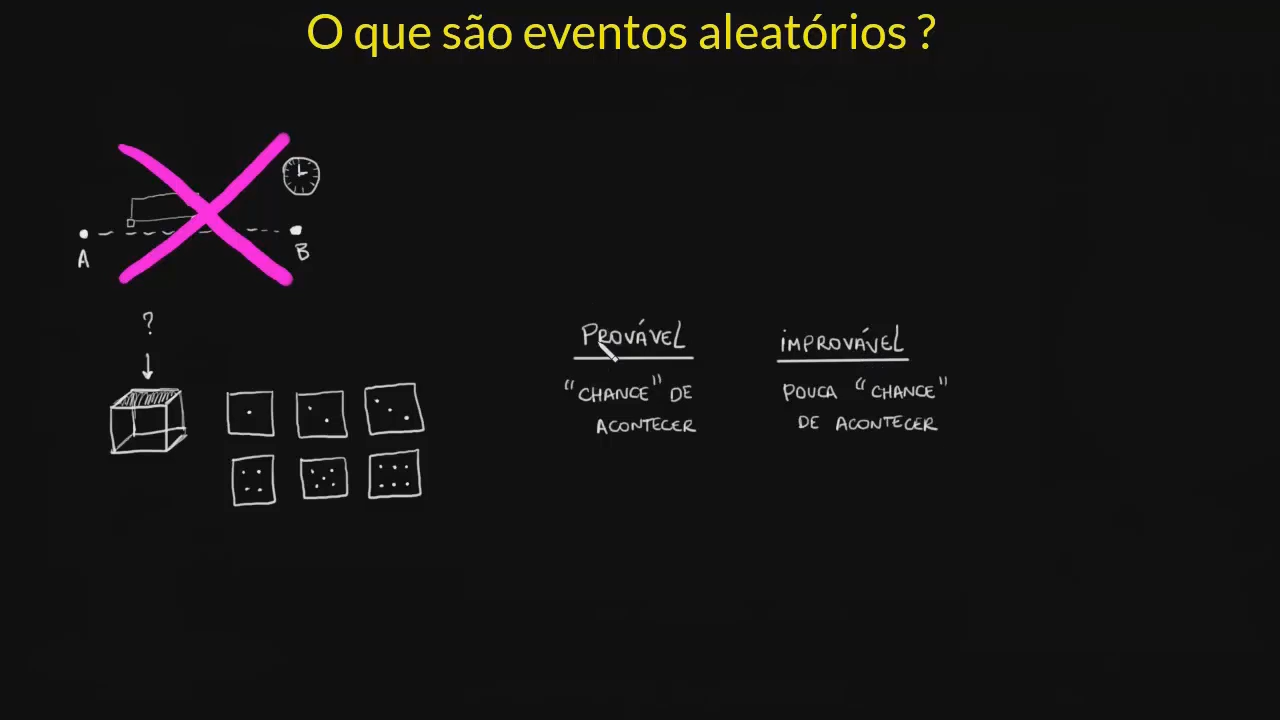 O que são eventos aleatórios ?
A
B
?
PROVÁVEL
"CHANCE" DE
ACONTECER
IMPROVÁVEL
POUCA "CHANCE"
DE ACONTECER